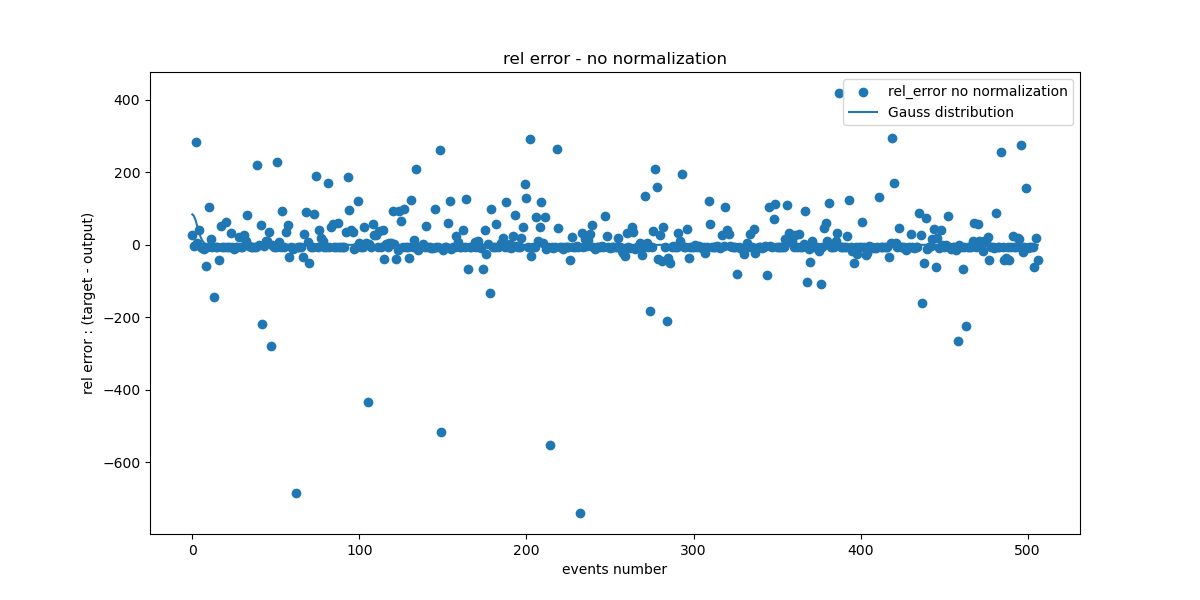 rel error - no normalization
rel_error no normalization
Gauss distribution
rel error : (target - output)
400
200
0
−200
−400
−600
0
100
200
300
400
500
events number